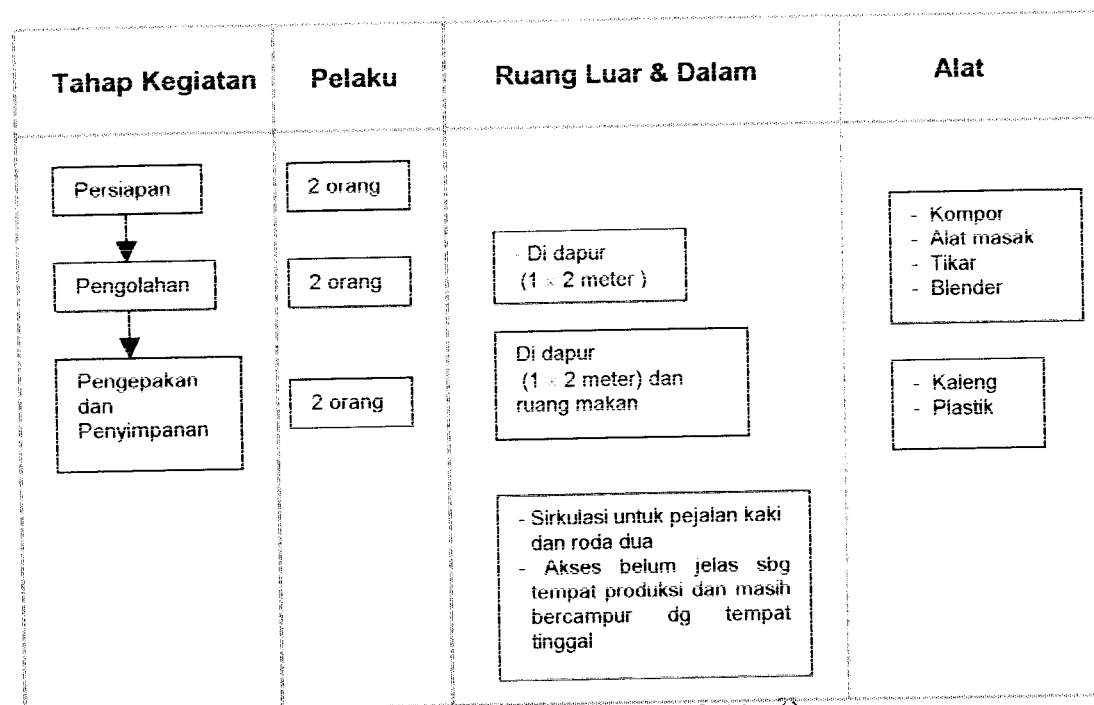 Tahap Kegiatan
Pelaku
Ruang Luar & Dalam
Alat
Persiapan
2 orang
Pengolahan
2 orang
- Di dapur
(1 x 2 meter )
- Kompor
- Alat masak
- Tikar
- Blender
Pengepakan
dan
Penyimpanan
2 orang
Di dapur
(1 x 2 meter) dan
ruang makan
- Kaleng
- Plastik
- Sirkulasi untuk pejalan kaki
dan roda dua
- Akses belum jelas sbg
tempat produksi dan masih
bercampur dg tempat
tinggal